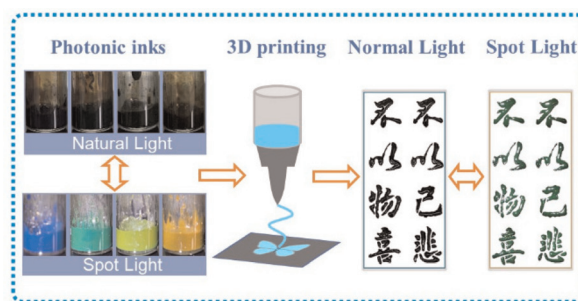 Photonic inks
3D printing
Normal Light
Spot Light
Natural Light
Spot Light
不 不
以 以
物 己
喜 悲
不 不
以 以
物 己
喜 悲